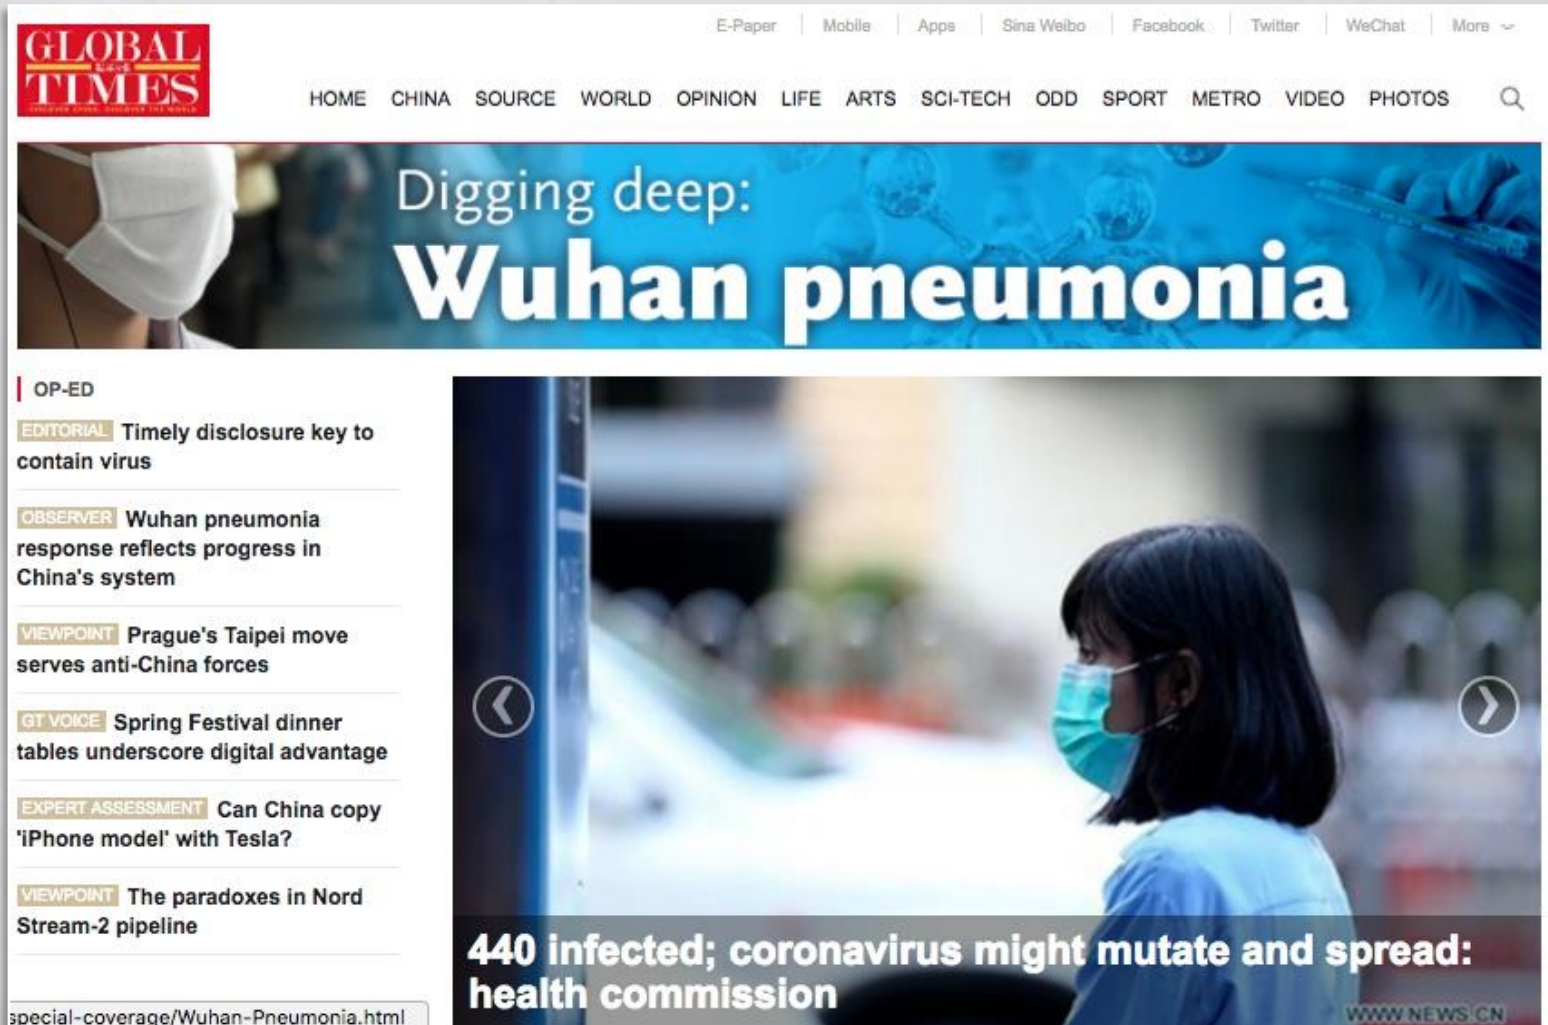 GLOBAL
TIMES
DISCOVER CHINA, DISCOVER THE WORLD
E-Paper Mobile Apps Sina Weibo Facebook Twitter WeChat More
HOME CHINA SOURCE WORLD OPINION LIFE ARTS SCI-TECH ODD SPORT METRO VIDEO PHOTOS
Digging deep:
Wuhan pneumonia
OP-ED
EDITORIAL Timely disclosure key to
contain virus
OBSERVER Wuhan pneumonia
response reflects progress in
China's system
VIEWPOINT Prague's Taipei move
serves anti-China forces
GT VOICE Spring Festival dinner
tables underscore digital advantage
EXPERT ASSESSMENT Can China copy
'iPhone model' with Tesla?
VIEWPOINT The paradoxes in Nord
Stream-2 pipeline
440 infected; coronavirus might mutate and spread:
health commission
WWW.NEWS.CN
special-coverage/Wuhan-Pneumonia.html